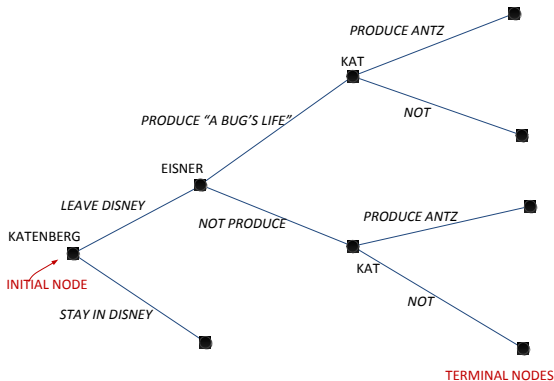 PRODUCE ANTZ
KAT
NOT
PRODUCE “A BUG’S LIFE”
EISNER
LEAVE DISNEY
NOT PRODUCE
PRODUCE ANTZ
KATENBERG
KAT
INITIAL NODE
NOT
STAY IN DISNEY
TERMINAL NODES